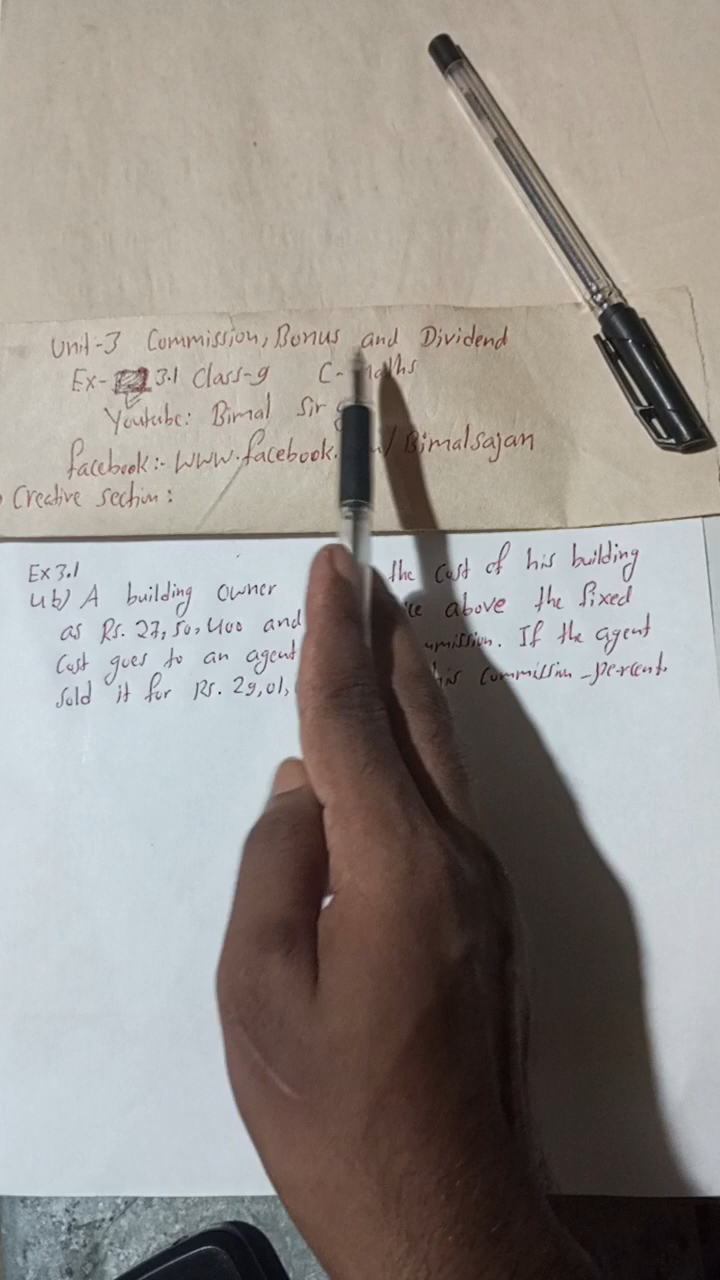 Unit-3 Commission, Bonus and Dividend
Ex- 3.1 Class-9 C-Maths
Youtube: Bimal Sir
facebook:- www.facebook. / Bimalsajan
Creative section:
Ex 3.1
4b) A building owner the cost of his building
as Rs. 27,50,400 and above the fixed
Cost goes to an agent If the agent
Sold it for Rs. 29,01, his commission-percent.